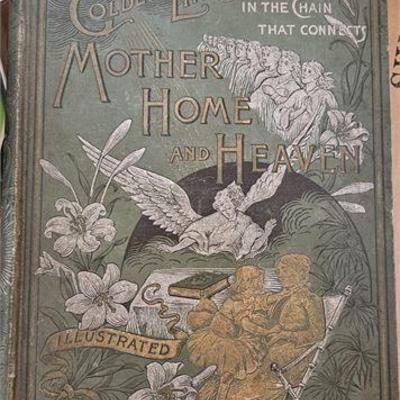 IN THE CHAIN
THAT CONNECTS
MOTHER
HOME
AND HEAVEN
ILLUSTRATED